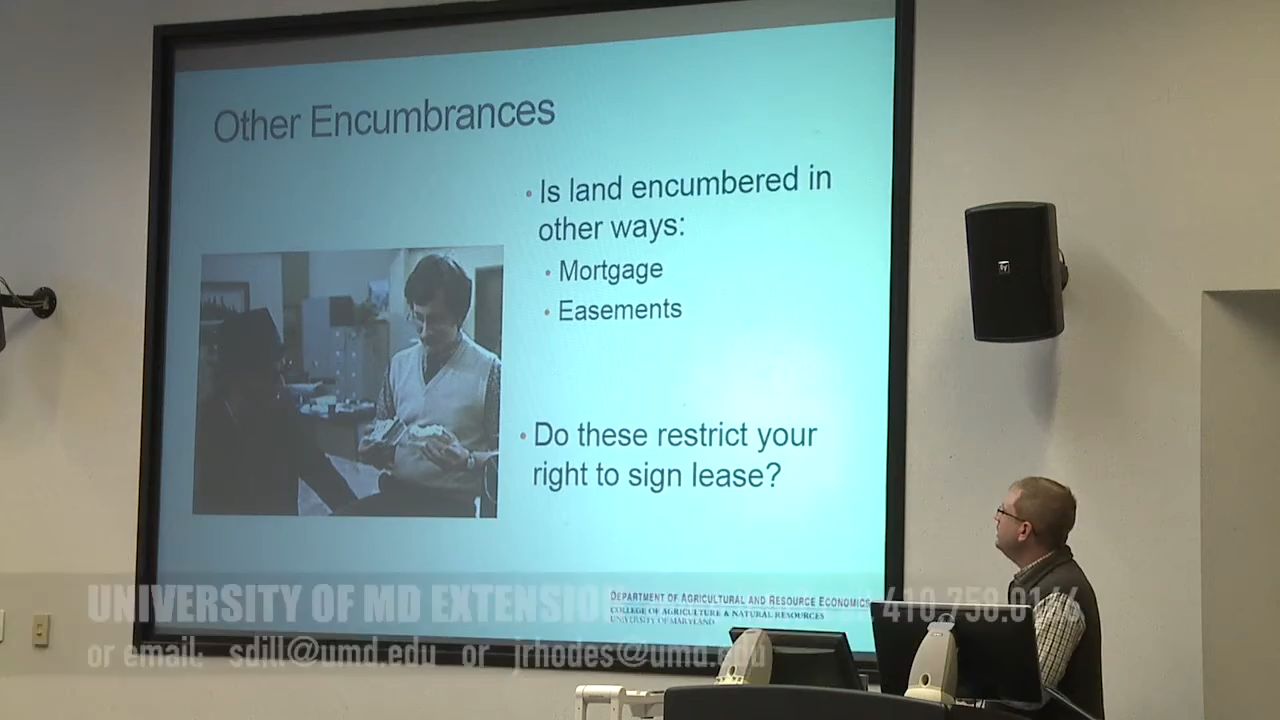 Other Encumbrances
• Is land encumbered in
other ways:
• Mortgage
• Easements
• Do these restrict your
right to sign lease?
DEPARTMENT OF AGRICULTURAL AND RESOURCE ECONOMICS
COLLEGE OF AGRICULTURE & NATURAL RESOURCES
UNIVERSITY OF MARYLAND
UNIVERSITY OF MD EXTENSION 410.758.0166
or email: sdill@umd.edu or jrhodes@umd.edu
EV